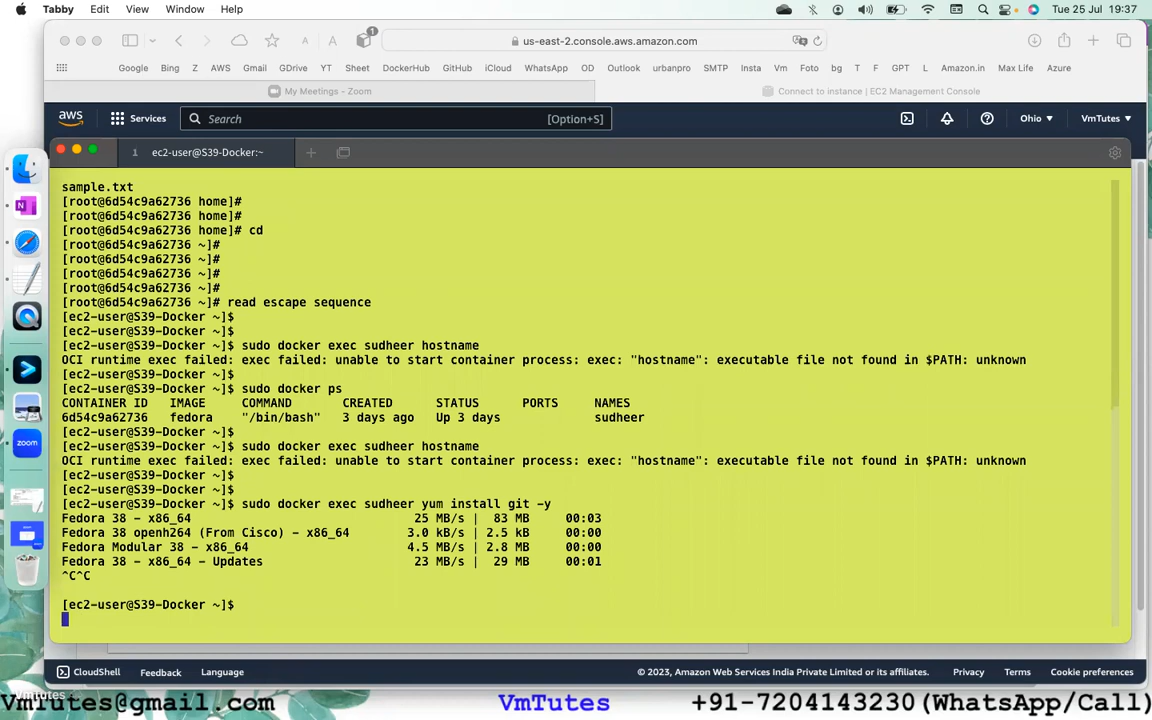 Tabby Edit View Window Help Tue 25 Jul 19:37
A A 1 us-east-2.console.aws.amazon.com
Google Bing Z AWS Gmail GDrive YT Sheet DockerHub GitHub iCloud WhatsApp OD Outlook urbanpro SMTP Insta Vm Foto bg T F GPT L Amazon.in Max Life Azure
My Meetings - Zoom Connect to instance | EC2 Management Console
aws Services Search [Option+S] Ohio VmTutes
1 ec2-user@S39-Docker:~
sample.txt
[root@6d54c9a62736 home]#
[root@6d54c9a62736 home]#
[root@6d54c9a62736 home]# cd
[root@6d54c9a62736 ~]#
[root@6d54c9a62736 ~]#
[root@6d54c9a62736 ~]#
[root@6d54c9a62736 ~]#
[root@6d54c9a62736 ~]# read escape sequence
[ec2-user@S39-Docker ~]$
[ec2-user@S39-Docker ~]$
[ec2-user@S39-Docker ~]$ sudo docker exec sudheer hostname
OCI runtime exec failed: exec failed: unable to start container process: exec: "hostname": executable file not found in $PATH: unknown
[ec2-user@S39-Docker ~]$
[ec2-user@S39-Docker ~]$ sudo docker ps
CONTAINER ID IMAGE COMMAND CREATED STATUS PORTS NAMES
6d54c9a62736 fedora "/bin/bash" 3 days ago Up 3 days sudheer
[ec2-user@S39-Docker ~]$
[ec2-user@S39-Docker ~]$ sudo docker exec sudheer hostname
OCI runtime exec failed: exec failed: unable to start container process: exec: "hostname": executable file not found in $PATH: unknown
[ec2-user@S39-Docker ~]$
[ec2-user@S39-Docker ~]$
[ec2-user@S39-Docker ~]$ sudo docker exec sudheer yum install git -y
Fedora 38 - x86_64 25 MB/s | 83 MB 00:03
Fedora 38 openh264 (From Cisco) - x86_64 3.0 kB/s | 2.5 kB 00:00
Fedora Modular 38 - x86_64 4.5 MB/s | 2.8 MB 00:00
Fedora 38 - x86_64 - Updates 23 MB/s | 29 MB 00:01
^C^C
[ec2-user@S39-Docker ~]$
zoom
CloudShell Feedback Language © 2023, Amazon Web Services India Private Limited or its affiliates. Privacy Terms Cookie preferences
VmTutes
VmTutes@gmail.com VmTutes +91-7204143230(WhatsApp/Call)